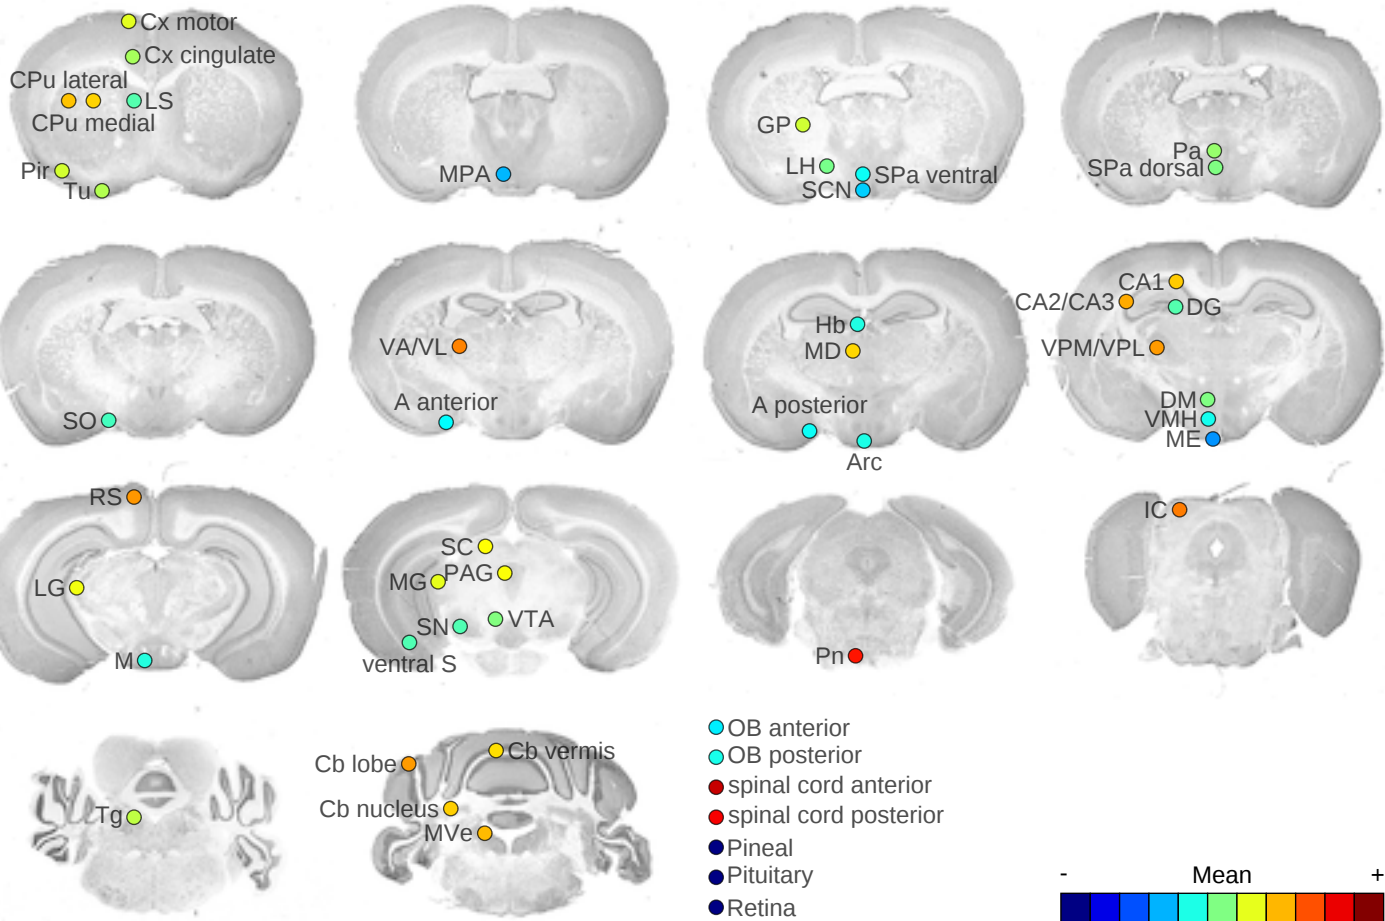 Cx motor
Cx cingulate
CPu lateral
LS
CPu medial
Pir
Tu
MPA
GP
LH
SPa ventral
SCN
Pa
SPa dorsal
SO
VA/VL
A anterior
Hb
MD
A posterior
Arc
CA1
CA2/CA3
DG
VPM/VPL
DM
VMH
ME
RS
LG
M
SC
MG
PAG
SN
VTA
ventral S
Pn
IC
Tg
Cb lobe
Cb vermis
Cb nucleus
MVe
OB anterior
OB posterior
spinal cord anterior
spinal cord posterior
Pineal
Pituitary
Retina
- Mean +